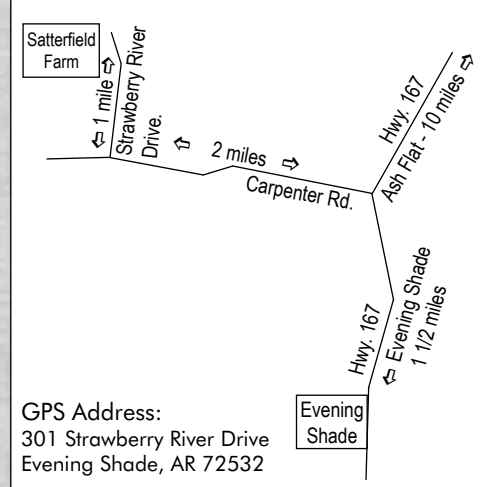 Satterfield
Farm
1 mile
Strawberry River
Drive.
2 miles
Carpenter Rd.
Hwy. 167
Ash Flat - 10 miles
Hwy. 167
Evening Shade
1 1/2 miles
Evening
Shade
GPS Address:
301 Strawberry River Drive
Evening Shade, AR 72532